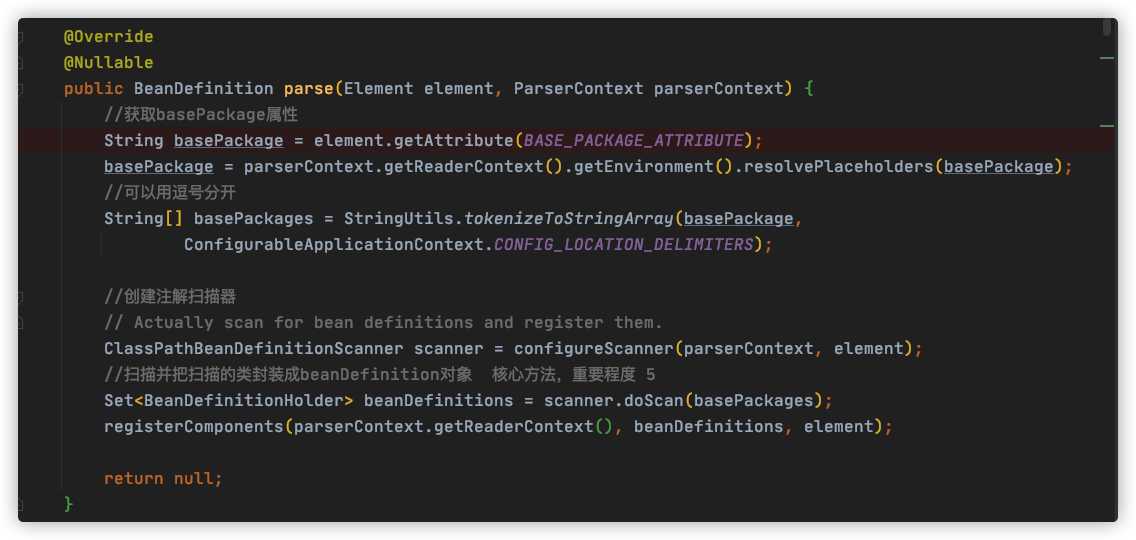 @Override
@Nullable
public BeanDefinition parse(Element element, ParserContext parserContext) {
//获取basePackage属性
String basePackage = element.getAttribute(BASE_PACKAGE_ATTRIBUTE);
basePackage = parserContext.getReaderContext().getEnvironment().resolvePlaceholders(basePackage);
//可以用逗号分开
String[] basePackages = StringUtils.tokenizeToStringArray(basePackage,
ConfigurableApplicationContext.CONFIG_LOCATION_DELIMITERS);
//创建注解扫描器
// Actually scan for bean definitions and register them.
ClassPathBeanDefinitionScanner scanner = configureScanner(parserContext, element);
//扫描并把扫描的类封装成beanDefinition对象  核心方法，重要程度 5
Set<BeanDefinitionHolder> beanDefinitions = scanner.doScan(basePackages);
registerComponents(parserContext.getReaderContext(), beanDefinitions, element);
return null;
}